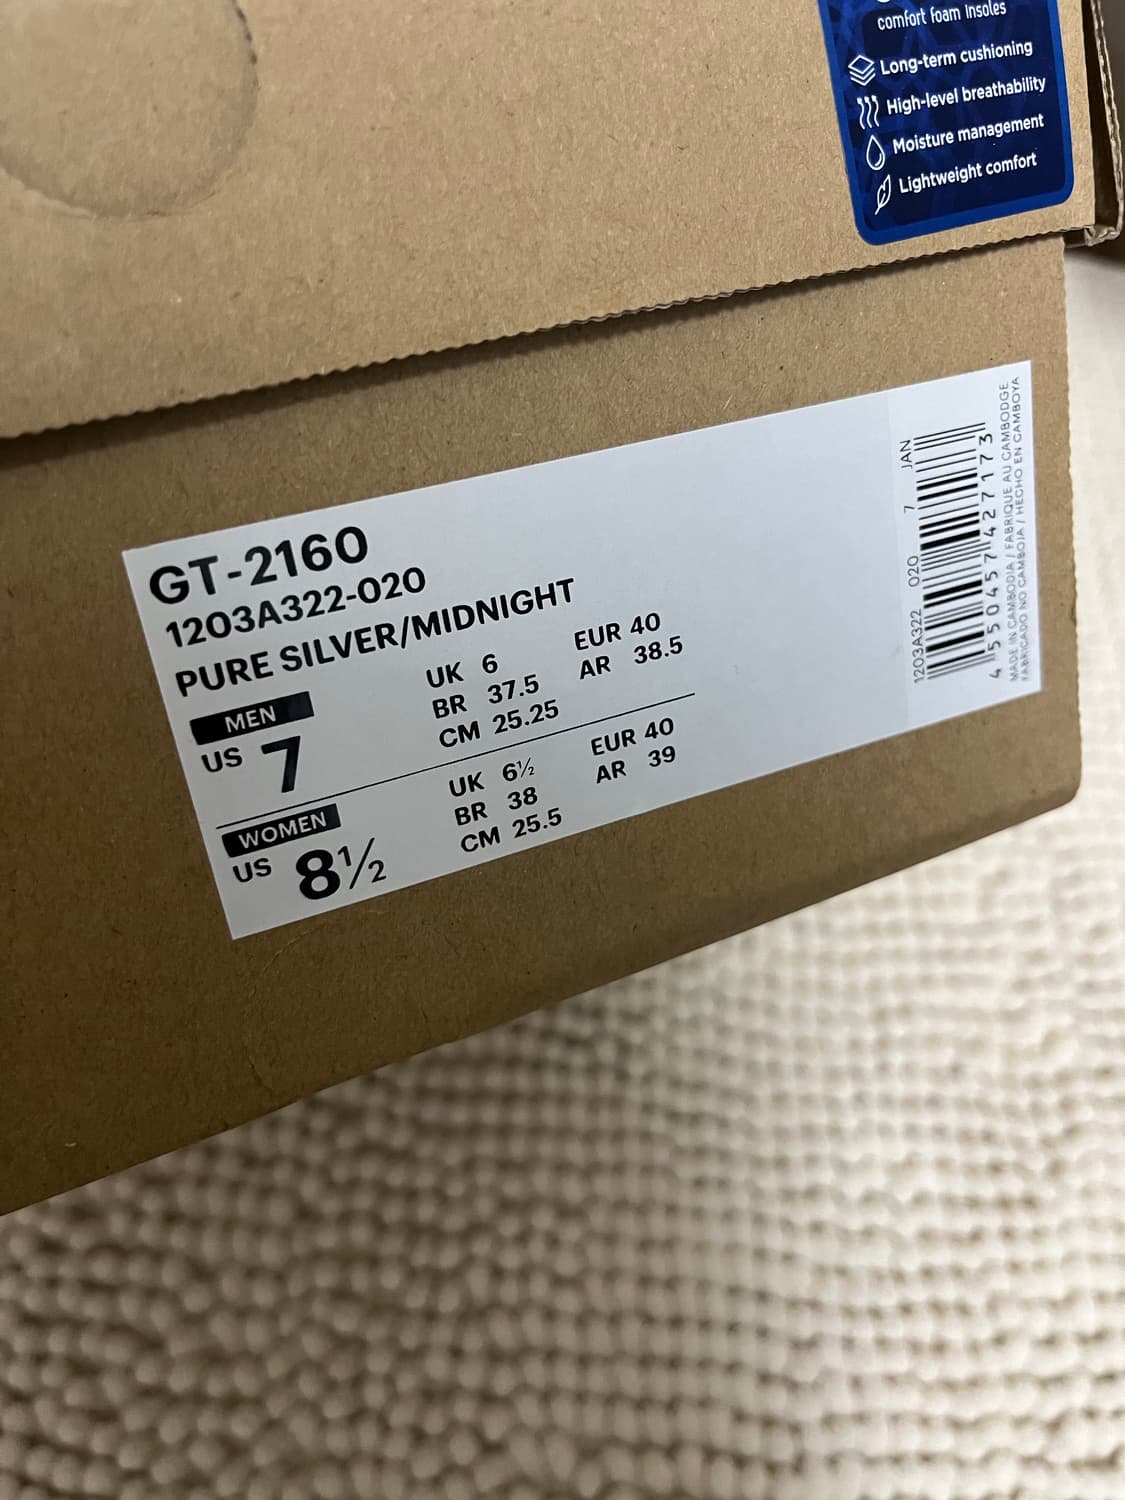 comfort foam Insoles
Long-term cushioning
High-level breathability
Moisture management
Lightweight comfort
GT-2160
1203A322-020
PURE SILVER/MIDNIGHT
MEN
US 7
UK 6
BR 37.5
CM 25.25
EUR 40
AR 38.5
WOMEN
US 8½
UK 6½
BR 38
CM 25.5
EUR 40
AR 39
1203A322 020 7 JAN
4 550457 427173
MADE IN CAMBODIA / FABRIQUE AU CAMBODGE
FABRICADO NO CAMBOJA / HECHO EN CAMBOYA